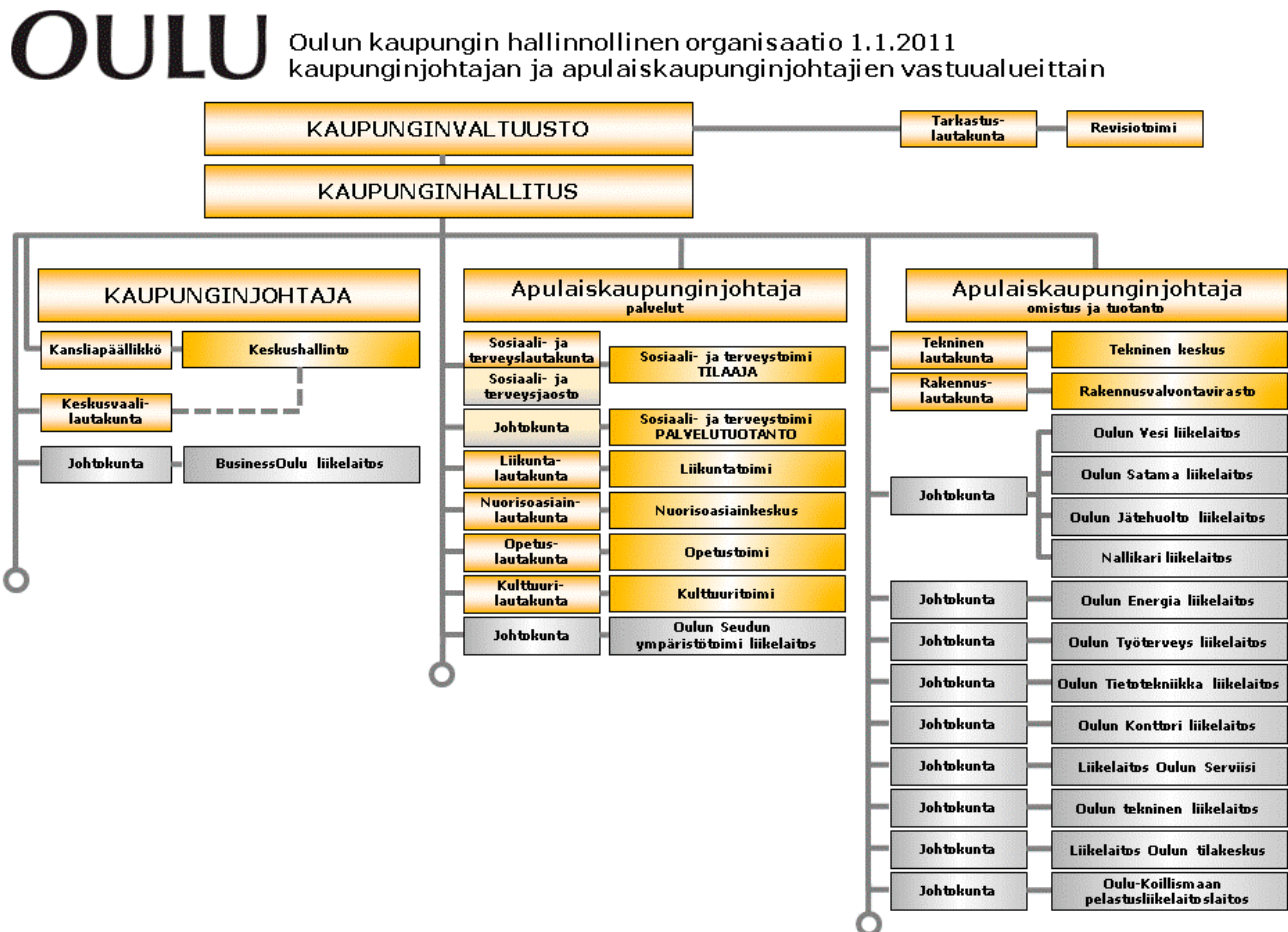 OULU
Oulun kaupungin hallinnollinen organisaatio 1.1.2011
kaupunginjohtajan ja apulaiskaupunginjohtajien vastuualueittain
KAUPUNGINVALTUUSTO
Tarkastus-
lautakunta
Revisiotoimi
KAUPUNGINHALLITUS
KAUPUNGINJOHTAJA
Kansliapäällikkö
Keskushallinto
Keskusvaali-
lautakunta
Johtokunta
BusinessOulu liikelaitos
Apulaiskaupunginjohtaja
palvelut
Sosiaali- ja
terveyslautakunta
Sosiaali- ja
terveysjaosto
Sosiaali- ja terveystoimi
TILAAJA
Johtokunta
Sosiaali- ja terveystoimi
PALVELUTUOTANTO
Liikunta-
lautakunta
Liikuntatoimi
Nuorisoasiain-
lautakunta
Nuorisoasiainkeskus
Opetus-
lautakunta
Opetustoimi
Kulttuuri-
lautakunta
Kulttuuritoimi
Johtokunta
Oulun Seudun
ympäristötoimi liikelaitos
Apulaiskaupunginjohtaja
omistus ja tuotanto
Tekninen
lautakunta
Tekninen keskus
Rakennus-
lautakunta
Rakennusvalvontavirasto
Johtokunta
Oulun Vesi liikelaitos
Oulun Satama liikelaitos
Oulun Jätehuolto liikelaitos
Nallikari liikelaitos
Johtokunta
Oulun Energia liikelaitos
Johtokunta
Oulun Työterveys liikelaitos
Johtokunta
Oulun Tietotekniikka liikelaitos
Johtokunta
Oulun Konttori liikelaitos
Johtokunta
Liikelaitos Oulun Serviisi
Johtokunta
Oulun tekninen liikelaitos
Johtokunta
Liikelaitos Oulun tilakeskus
Johtokunta
Oulu-Koillismaan
pelastusliikelaitoslaitos